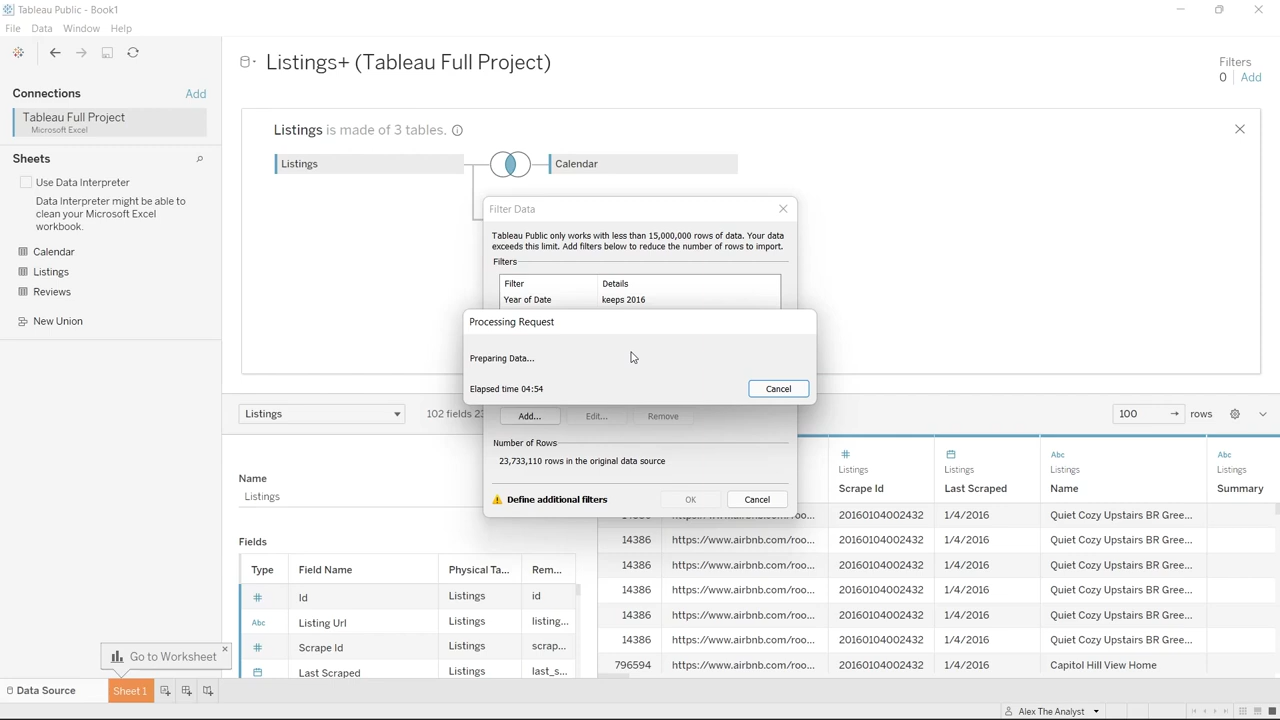 Tableau Public - Book1
File Data Window Help
Connections Add
Tableau Full Project
Microsoft Excel
Sheets
Use Data Interpreter
Data Interpreter might be able to
clean your Microsoft Excel
workbook.
Calendar
Listings
Reviews
New Union
Listings+ (Tableau Full Project)
Filters
0 Add
Listings is made of 3 tables.
Listings Calendar
Filter Data
Tableau Public only works with less than 15,000,000 rows of data. Your data
exceeds this limit. Add filters below to reduce the number of rows to import.
Filters
Filter Details
Year of Date keeps 2016
Processing Request
Preparing Data...
Elapsed time 04:54 Cancel
Add... Edit... Remove
Number of Rows
23,733,110 rows in the original data source
Define additional filters OK Cancel
Listings 102 fields 100 rows
Name
Listings
Fields
Type Field Name Physical Ta... Rem...
Id Listings id
Abc Listing Url Listings listing...
Scrape Id Listings scrap...
Last Scraped Listings last_s...
Abc Abc
Listings Listings Listings Listings
Scrape Id Last Scraped Name Summary
20160104002432 1/4/2016 Quiet Cozy Upstairs BR Gree...
14386 https://www.airbnb.com/roo... 20160104002432 1/4/2016 Quiet Cozy Upstairs BR Gree...
14386 https://www.airbnb.com/roo... 20160104002432 1/4/2016 Quiet Cozy Upstairs BR Gree...
14386 https://www.airbnb.com/roo... 20160104002432 1/4/2016 Quiet Cozy Upstairs BR Gree...
14386 https://www.airbnb.com/roo... 20160104002432 1/4/2016 Quiet Cozy Upstairs BR Gree...
14386 https://www.airbnb.com/roo... 20160104002432 1/4/2016 Quiet Cozy Upstairs BR Gree...
796594 https://www.airbnb.com/roo... 20160104002432 1/4/2016 Capitol Hill View Home
Go to Worksheet
Data Source Sheet 1
Alex The Analyst